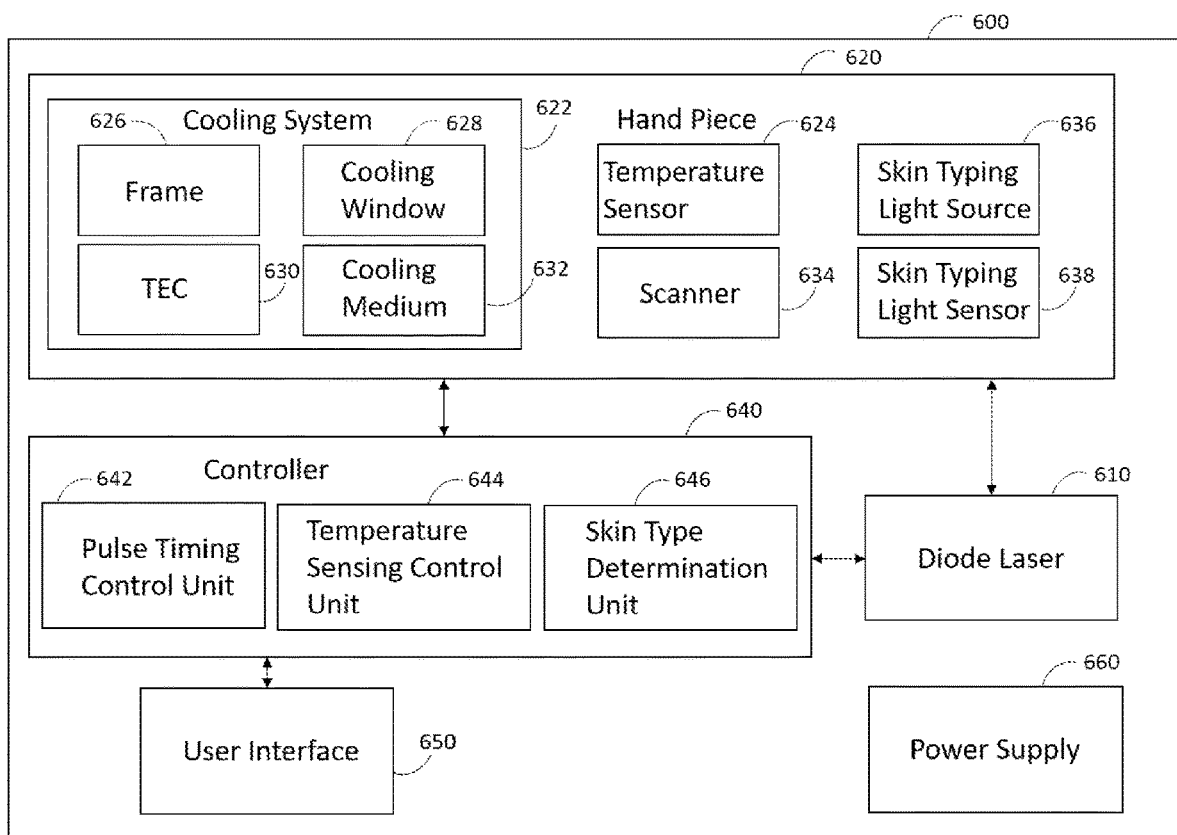 600
620
Cooling System
622
Hand Piece
626
628
624
636
Frame
Cooling
Window
Temperature
Sensor
Skin Typing
Light Source
TEC
630
Cooling
Medium
632
Scanner
634
Skin Typing
Light Sensor
638
640
Controller
642
644
646
610
Pulse Timing
Control Unit
Temperature
Sensing Control
Unit
Skin Type
Determination
Unit
Diode Laser
User Interface
650
660
Power Supply